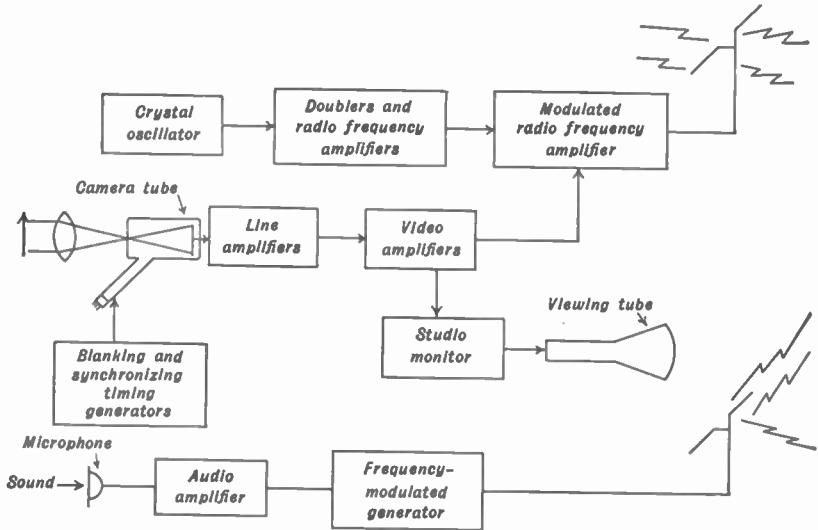 Crystal
oscillator
Doublers and
radio frequency
amplifiers
Modulated
radio frequency
amplifier
Camera tube
Line
amplifiers
Video
amplifiers
Viewing tube
Studio
monitor
Blanking and
synchronizing
timing
generators
Microphone
Sound
Audio
amplifier
Frequency-
modulated
generator